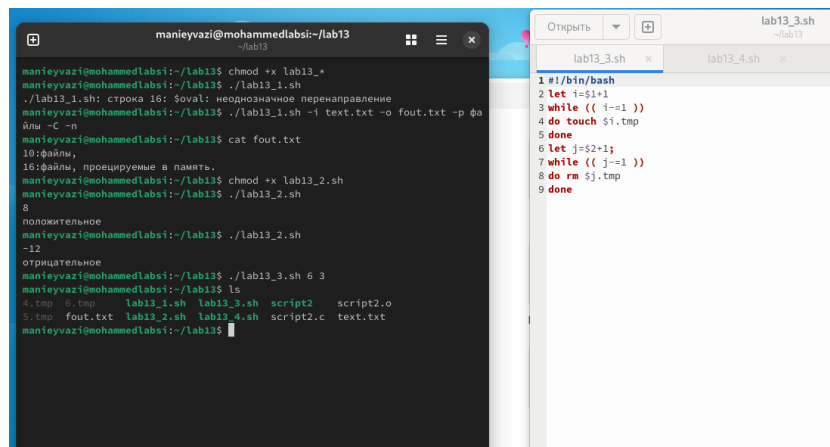 manieyvazi@mohammedlabsi:~/lab13
~/lab13
manieyvazi@mohammedlabsi:~/lab13$ chmod +x lab13_*
manieyvazi@mohammedlabsi:~/lab13$ ./lab13_1.sh
./lab13_1.sh: строка 16: $oval: неоднозначное перенаправление
manieyvazi@mohammedlabsi:~/lab13$ ./lab13_1.sh -i text.txt -o fout.txt -p фа
йлы -C -n
manieyvazi@mohammedlabsi:~/lab13$ cat fout.txt
10:файлы,
16:файлы, проецируемые в память.
manieyvazi@mohammedlabsi:~/lab13$ chmod +x lab13_2.sh
manieyvazi@mohammedlabsi:~/lab13$ ./lab13_2.sh
8
положительное
manieyvazi@mohammedlabsi:~/lab13$ ./lab13_2.sh
-12
отрицательное
manieyvazi@mohammedlabsi:~/lab13$ ./lab13_3.sh 6 3
manieyvazi@mohammedlabsi:~/lab13$ ls
4.tmp 6.tmp lab13_1.sh lab13_3.sh script2 script2.o
5.tmp fout.txt lab13_2.sh lab13_4.sh script2.c text.txt
manieyvazi@mohammedlabsi:~/lab13$
Открыть
lab13_3.sh
~/lab13
lab13_3.sh × lab13_4.sh ×
1 #!/bin/bash
2 let i=$1+1
3 while (( i-=1 ))
4 do touch $i.tmp
5 done
6 let j=$2+1;
7 while (( j-=1 ))
8 do rm $j.tmp
9 done